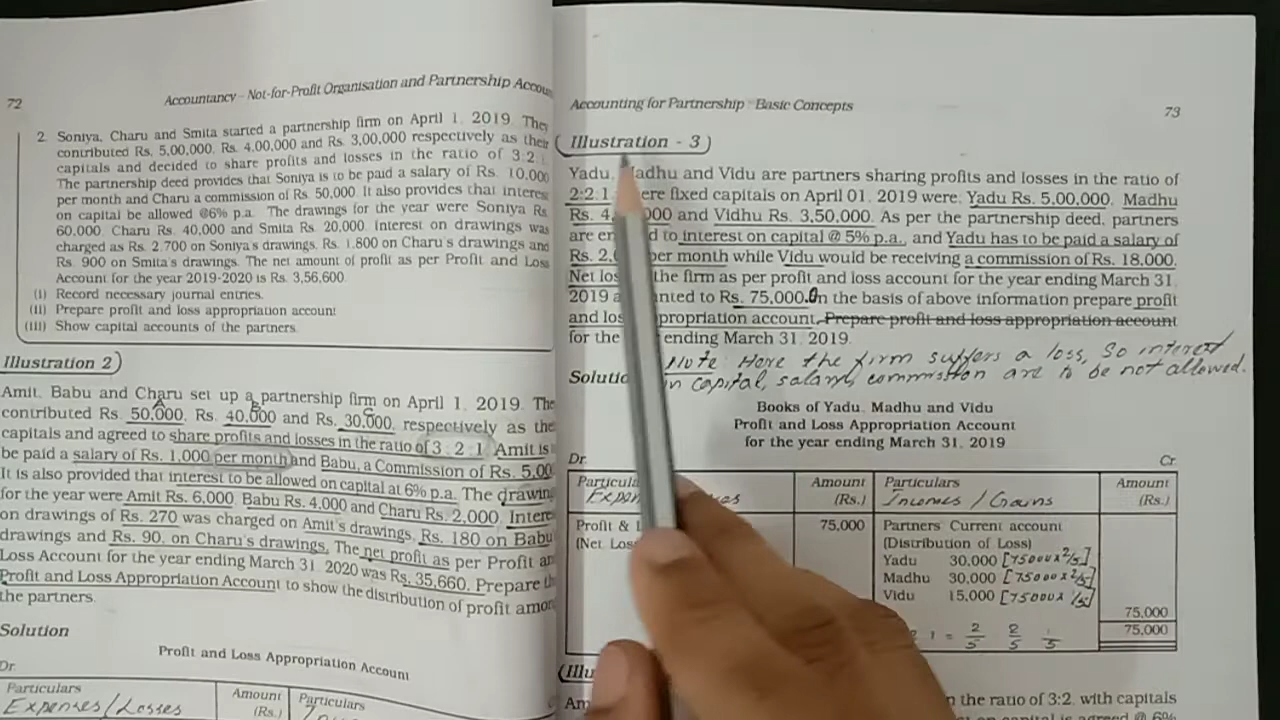 72
Accountancy – Not-for-Profit Organisation and Partnership Accoun
2. Soniya, Charu and Smita started a partnership firm on April 1, 2019. They
contributed Rs. 5,00,000, Rs. 4,00,000 and Rs. 3,00,000 respectively as their
capitals and decided to share profits and losses in the ratio of 3:2:
The partnership deed provides that Soniya is to be paid a salary of Rs. 10,000
per month and Charu a commission of Rs. 50,000. It also provides that interest
on capital be allowed @6% p.a. The drawings for the year were Soniya Rs.
60,000, Charu Rs. 40,000 and Smita Rs. 20,000. Interest on drawings was
charged as Rs. 2,700 on Soniya's drawings, Rs. 1,800 on Charu's drawings and
Rs. 900 on Smita's drawings. The net amount of profit as per Profit and Loss
Account for the year 2019-2020 is Rs. 3,56,600
(i) Record necessary journal entries.
(ii) Prepare profit and loss appropriation account
(iii) Show capital accounts of the partners.
Illustration 2
Amit, Babu and Charu set up a partnership firm on April 1, 2019. The
contributed Rs. 50,000, Rs. 40,000 and Rs. 30,000, respectively as the
capitals and agreed to share profits and losses in the ratio of 3 : 2 : 1. Amit is
be paid a salary of Rs. 1,000 per month and Babu, a Commission of Rs. 5,00
It is also provided that interest to be allowed on capital at 6% p.a. The drawin
for the year were Amit Rs. 6,000, Babu Rs. 4,000 and Charu Rs. 2,000. Intere
on drawings of Rs. 270 was charged on Amit's drawings, Rs. 180 on Babu
drawings and Rs. 90, on Charu's drawings. The net profit as per Profit an
Loss Account for the year ending March 31, 2020 was Rs. 35,660. Prepare th
Profit and Loss Appropriation Account to show the distribution of profit amon
the partners.
Solution
Profit and Loss Appropriation Account
Dr.
Particulars
Amount
(Rs.)
Particulars
Expenses/Losses
Accounting for Partnership : Basic Concepts
73
Illustration - 3
Yadu, Madhu and Vidu are partners sharing profits and losses in the ratio of
2:2:1. ere fixed capitals on April 01, 2019 were; Yadu Rs. 5,00,000, Madhu
Rs. 4, 000 and Vidhu Rs. 3,50,000. As per the partnership deed, partners
are en d to interest on capital @ 5% p.a., and Yadu has to be paid a salary of
Rs. 2,0 per month while Vidu would be receiving a commission of Rs. 18,000.
Net los the firm as per profit and loss account for the year ending March 31,
2019 a nted to Rs. 75,000. On the basis of above information prepare profit
and los propriation account. Prepare profit and loss appropriation account
for the ending March 31, 2019.
Note: Here the firm suffers a loss, so interest
Solutio on capital, salary, commission are to be not allowed.
Books of Yadu, Madhu and Vidu
Profit and Loss Appropriation Account
for the year ending March 31, 2019
Dr. Cr.
Particula Amount (Rs.) Particulars Amount (Rs.)
Expen es Incomes / Gains
Profit & L 75,000 Partners Current account
(Net Los (Distribution of Loss)
Yadu 30,000 [75000x2/5]
Madhu 30,000 [75000x2/5]
Vidu 15,000 [75000x1/5]
75,000
75,000
1 = 2/5 2/5 1/5
(Illu
Am n the ratio of 3:2, with capitals